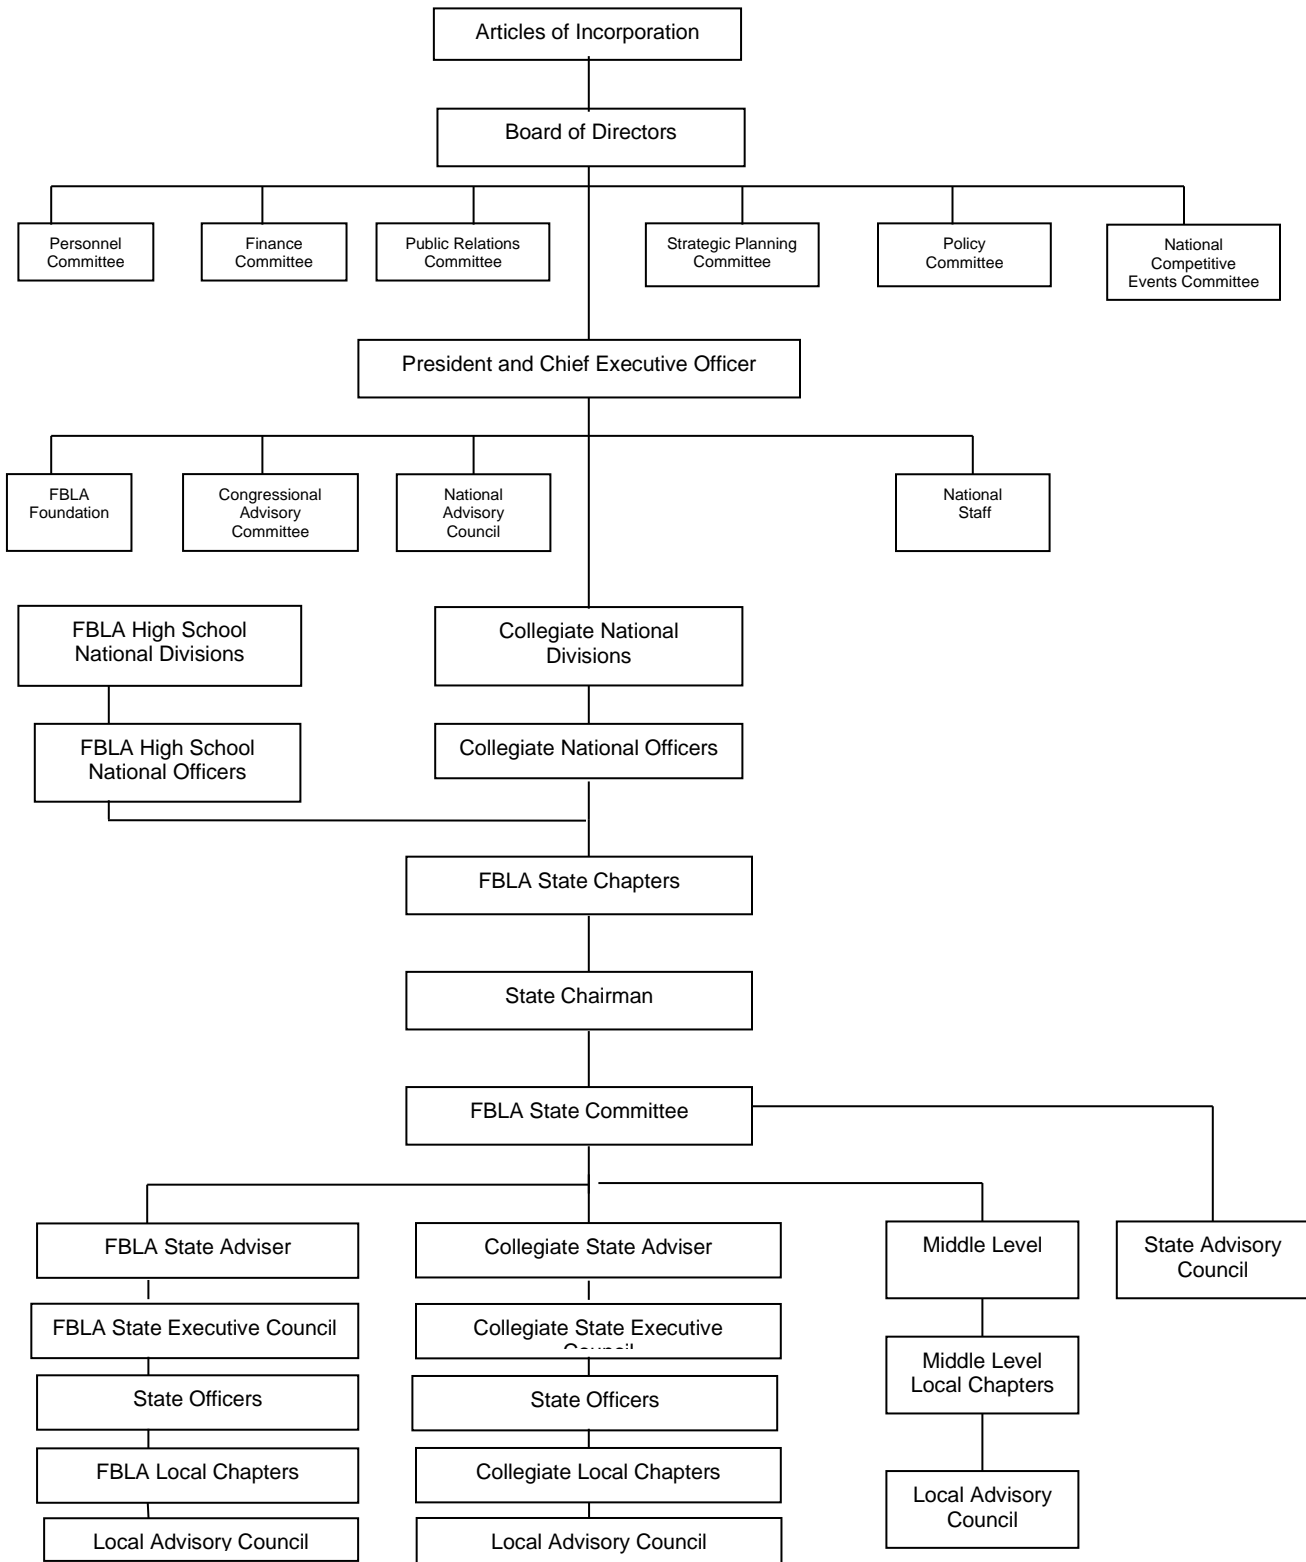 Articles of Incorporation
Board of Directors
Personnel
Committee
Finance
Committee
Public Relations
Committee
Strategic Planning
Committee
Policy
Committee
National
Competitive
Events Committee
President and Chief Executive Officer
FBLA
Foundation
Congressional
Advisory
Committee
National
Advisory
Council
National
Staff
FBLA High School
National Divisions
Collegiate National
Divisions
FBLA High School
National Officers
Collegiate National Officers
FBLA State Chapters
State Chairman
FBLA State Committee
FBLA State Adviser
Collegiate State Adviser
Middle Level
State Advisory
Council
FBLA State Executive Council
Collegiate State Executive
Council
Middle Level
Local Chapters
State Officers
State Officers
FBLA Local Chapters
Collegiate Local Chapters
Local Advisory
Council
Local Advisory Council
Local Advisory Council